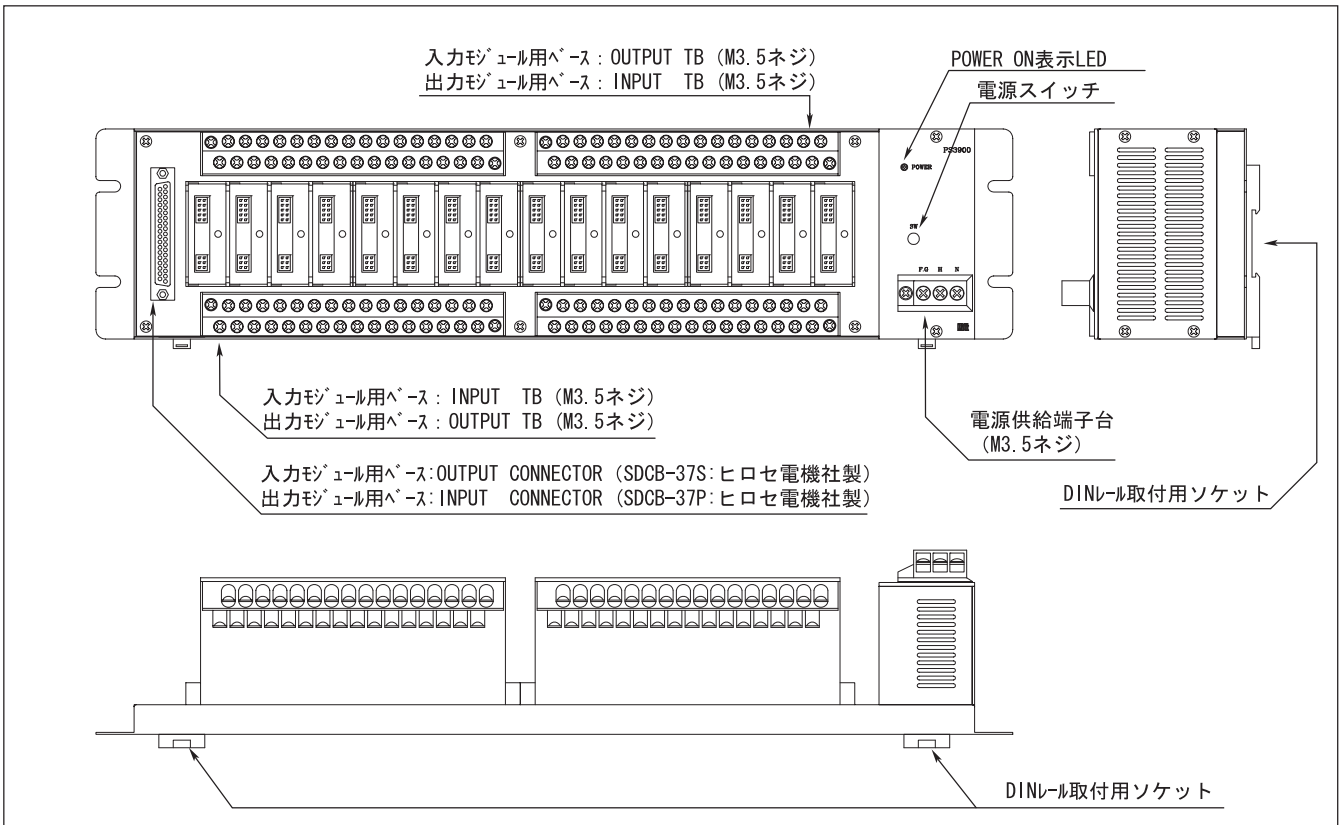 入力ﾓｼﾞｭｰﾙ用ﾍﾞｰｽ：OUTPUT TB (M3.5ネジ)
出力ﾓｼﾞｭｰﾙ用ﾍﾞｰｽ：INPUT TB (M3.5ネジ)
POWER ON表示LED
電源スイッチ
PS3900
POWER
SW
F.G H N
入力ﾓｼﾞｭｰﾙ用ﾍﾞｰｽ：INPUT TB (M3.5ネジ)
出力ﾓｼﾞｭｰﾙ用ﾍﾞｰｽ：OUTPUT TB (M3.5ネジ)
電源供給端子台
(M3.5ネジ)
入力ﾓｼﾞｭｰﾙ用ﾍﾞｰｽ:OUTPUT CONNECTOR (SDCB-37S:ヒロセ電機社製)
出力ﾓｼﾞｭｰﾙ用ﾍﾞｰｽ:INPUT CONNECTOR (SDCB-37P:ヒロセ電機社製)
DINﾚｰﾙ取付用ソケット
DINﾚｰﾙ取付用ソケット